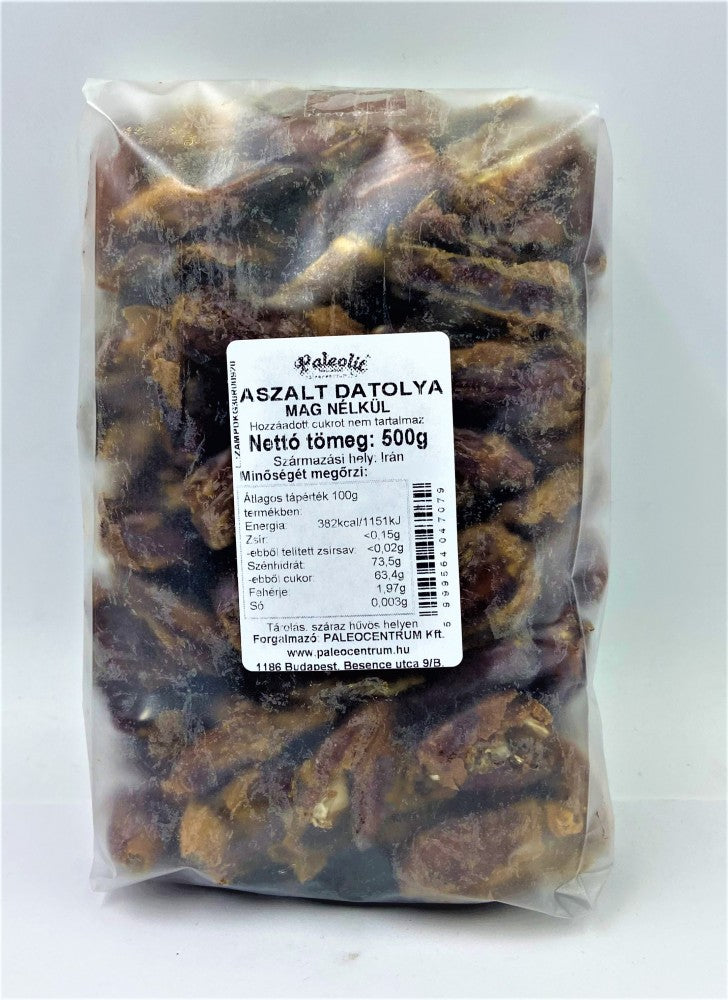 Paleolit
ASZALT DATOLYA
MAG NÉLKÜL
Hozzáadott cukrot nem tartalmaz
Nettó tömeg: 500g
Származási hely: Irán
Minőségét megőrzi:
Átlagos tápérték 100g
termékben:
Energia: 382kcal/1151kJ
Zsír: <0,15g
-ebből telített zsírsav: <0,02g
Szénhidrát: 73,5g
-ebből cukor: 63,4g
Fehérje: 1,97g
Só 0,003g
Tárolás: száraz hűvös helyen
Forgalmazó: PALEOCENTRUM Kft.
www.paleocentrum.hu
1186 Budapest, Besence utca 9/B.
5 999564 047079